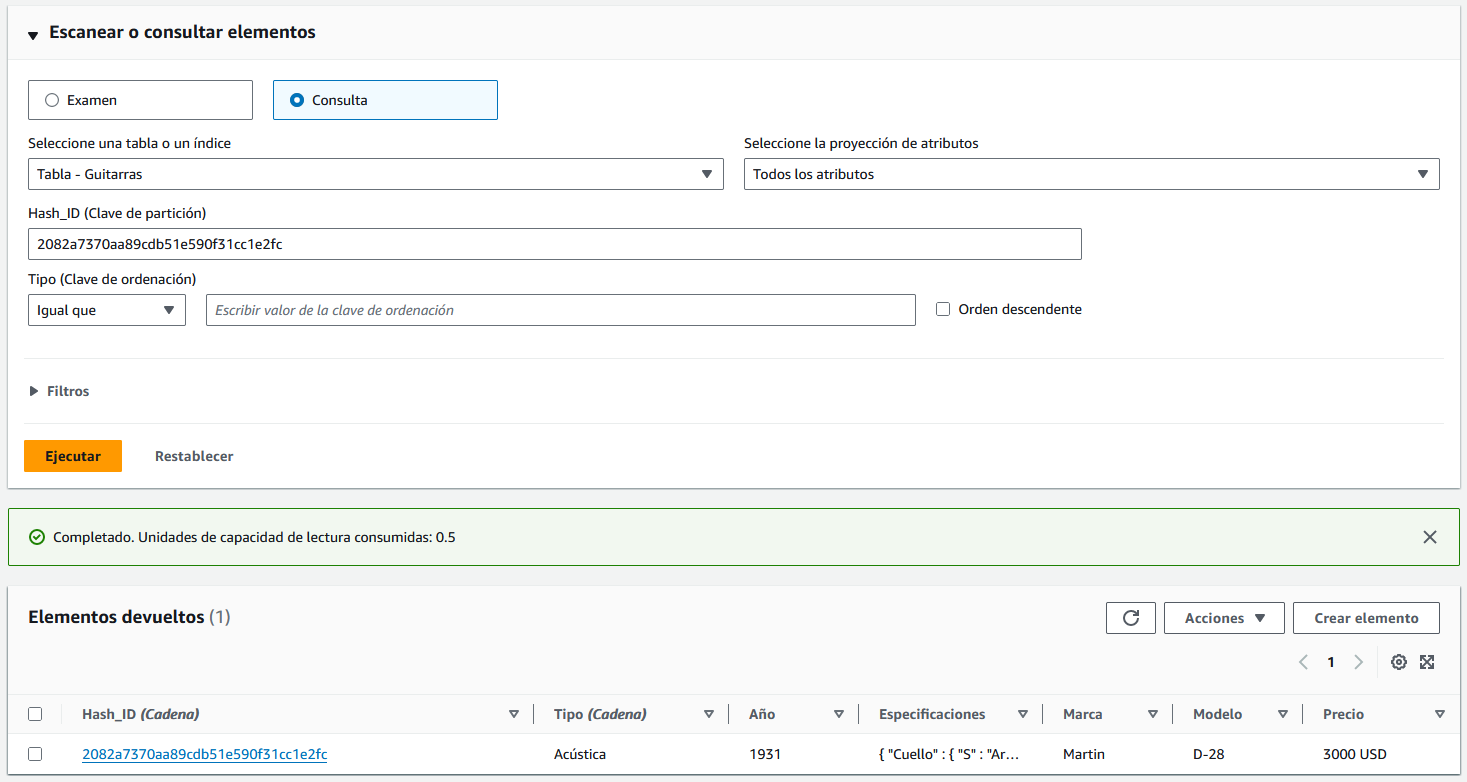 Escanear o consultar elementos
Examen
Consulta
Seleccione una tabla o un índice
Seleccione la proyección de atributos
Tabla - Guitarras
Todos los atributos
Hash_ID (Clave de partición)
2082a7370aa89cdb51e590f31cc1e2fc
Tipo (Clave de ordenación)
Igual que
Escribir valor de la clave de ordenación
Orden descendente
Filtros
Ejecutar
Restablecer
Completado. Unidades de capacidad de lectura consumidas: 0.5
Elementos devueltos (1)
Acciones
Crear elemento
1
Hash_ID (Cadena)
Tipo (Cadena)
Año
Especificaciones
Marca
Modelo
Precio
2082a7370aa89cdb51e590f31cc1e2fc
Acústica
1931
{ "Cuello" : { "S" : "Ar...
Martin
D-28
3000 USD